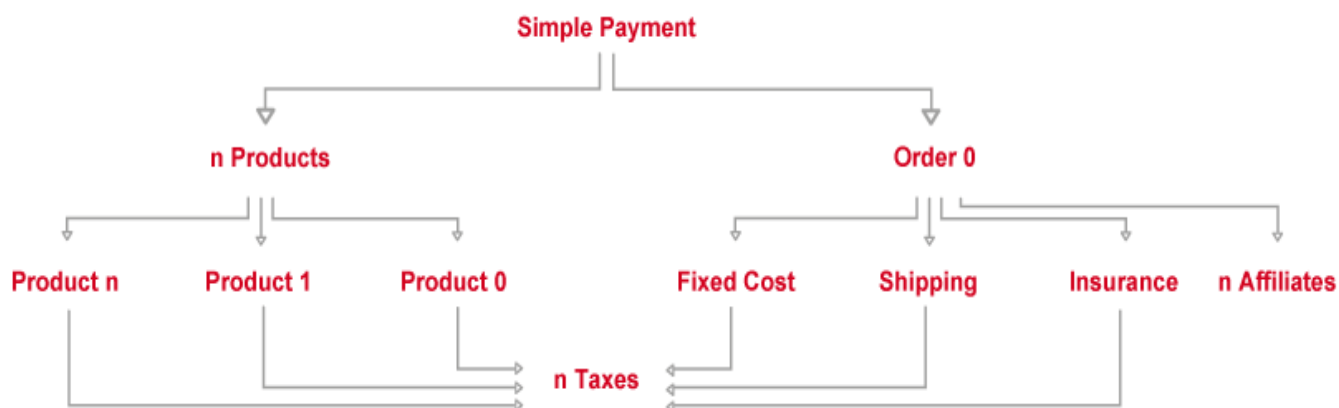 Simple Payment
n Products
Order 0
Product n
Product 1
Product 0
Fixed Cost
Shipping
Insurance
n Affiliates
n Taxes